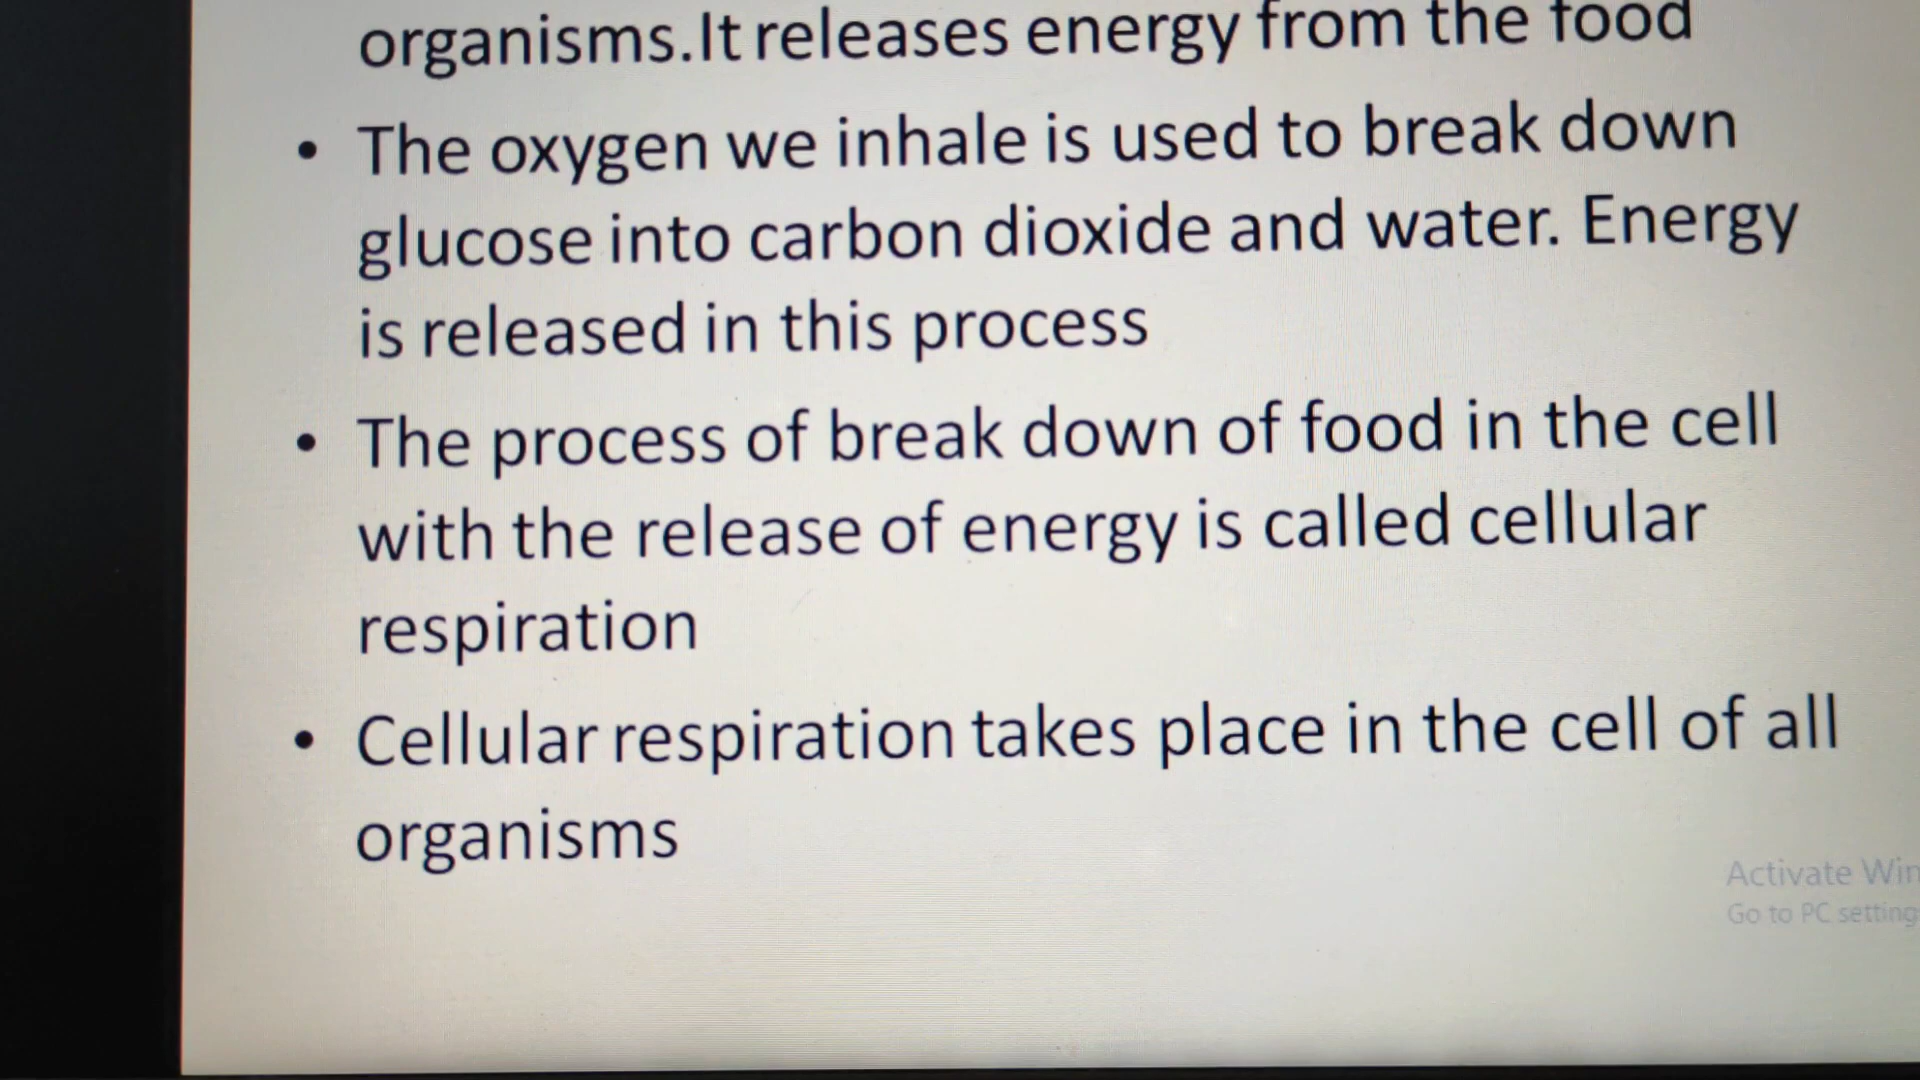 organisms.It releases energy from the food
• The oxygen we inhale is used to break down
glucose into carbon dioxide and water. Energy
is released in this process
• The process of break down of food in the cell
with the release of energy is called cellular
respiration
• Cellular respiration takes place in the cell of all
organisms
Activate Win
Go to PC setting